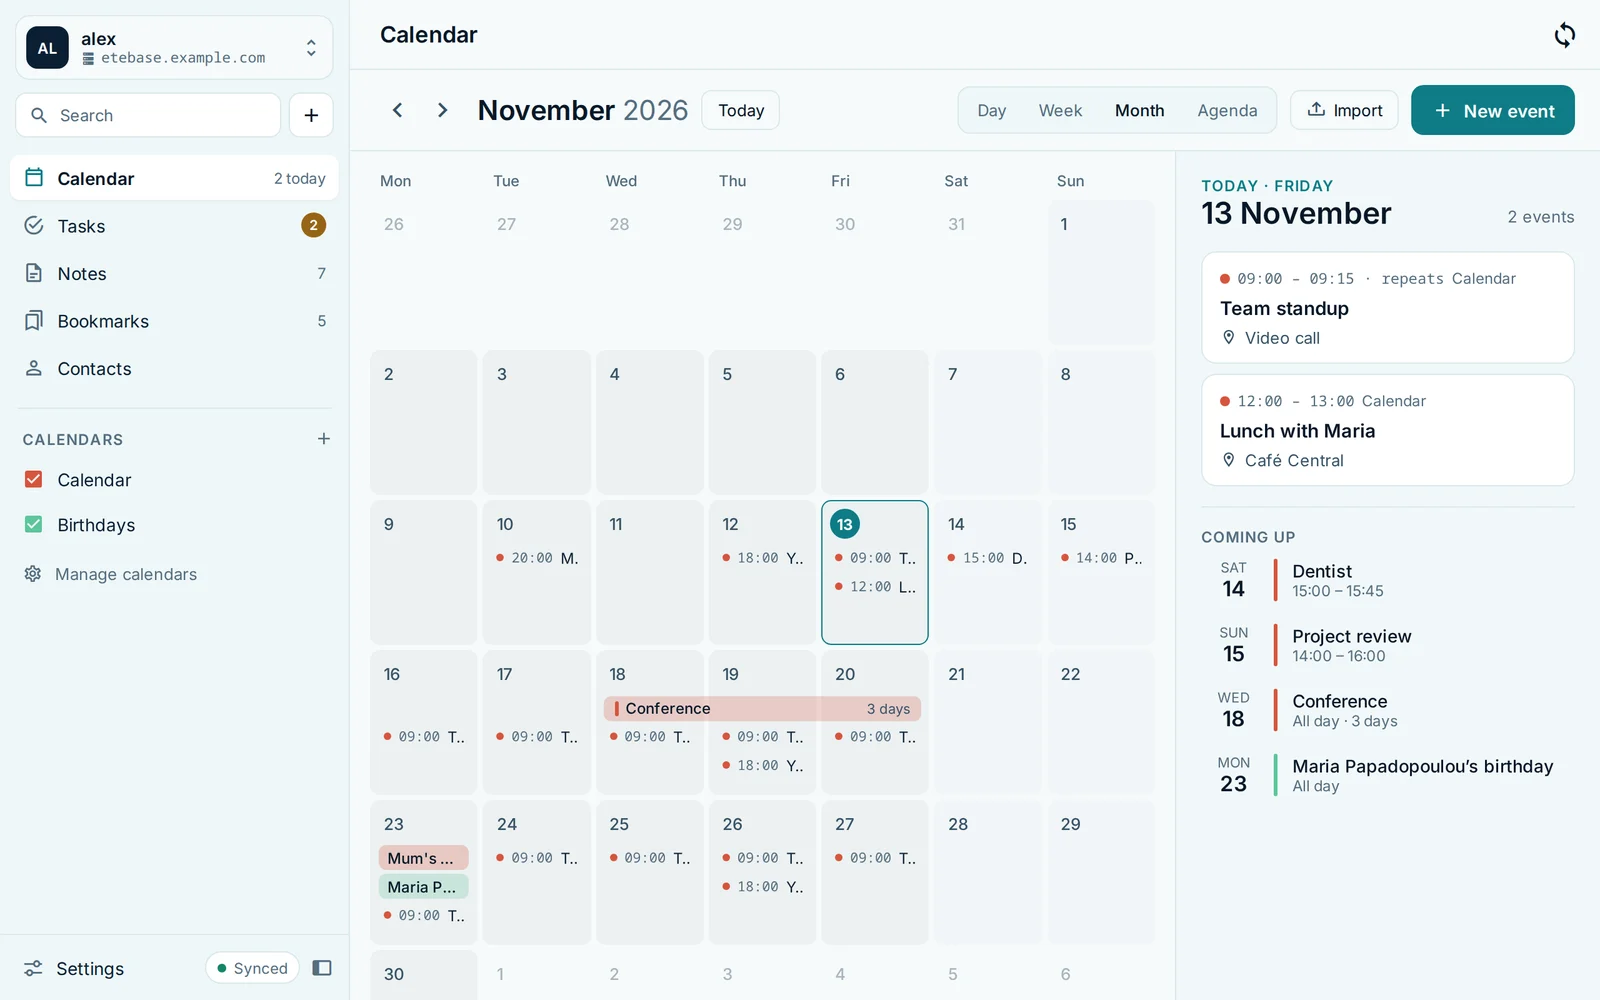 AL
alex
etebase.example.com
Search
Calendar 2 today
Tasks 2
Notes 7
Bookmarks 5
Contacts
CALENDARS
Calendar
Birthdays
Manage calendars
Settings Synced
Calendar
November 2026 Today Day Week Month Agenda Import New event
Mon Tue Wed Thu Fri Sat Sun
26 27 28 29 30 31 1
2 3 4 5 6 7 8
9 10 11 12 13 14 15
20:00 M. 18:00 Y.. 09:00 T.. 15:00 D. 14:00 P..
12:00 L..
16 17 18 19 20 21 22
Conference 3 days
09:00 T.. 09:00 T.. 09:00 T.. 09:00 T.. 09:00 T..
18:00 Y..
23 24 25 26 27 28 29
Mum's ... 09:00 T.. 09:00 T.. 09:00 T.. 09:00 T..
Maria P... 18:00 Y..
09:00 T..
30 1 2 3 4 5 6
TODAY · FRIDAY
13 November 2 events
09:00 – 09:15 · repeats Calendar
Team standup
Video call
12:00 – 13:00 Calendar
Lunch with Maria
Café Central
COMING UP
SAT 14 Dentist
15:00 – 15:45
SUN 15 Project review
14:00 – 16:00
WED 18 Conference
All day · 3 days
MON 23 Maria Papadopoulou’s birthday
All day